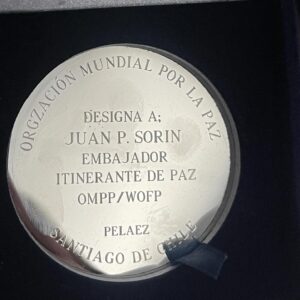 ORGZACIÓN MUNDIAL POR LA PAZ
DESIGNA A;
JUAN P. SORIN
EMBAJADOR
ITINERANTE DE PAZ
OMPP/WOFP
PELAEZ
SANTIAGO DE CHILE